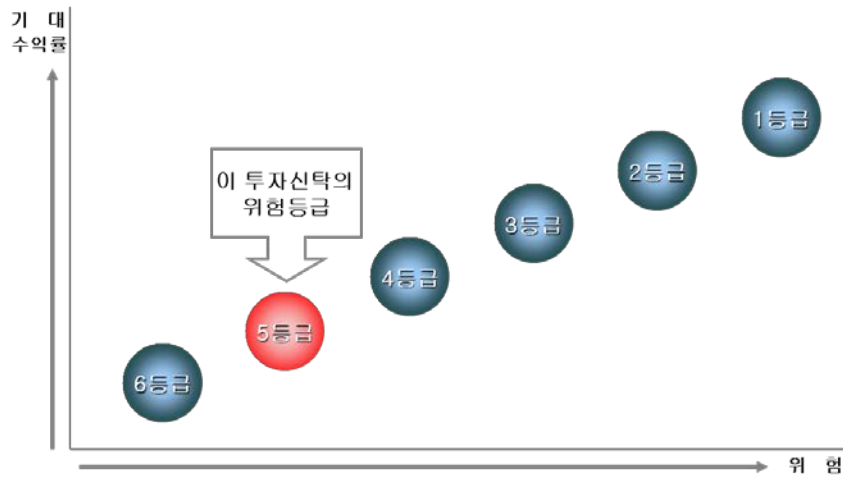 기 대
수익률
1등급
2등급
이 투자신탁의
위험등급
3등급
4등급
5등급
6등급
위 험